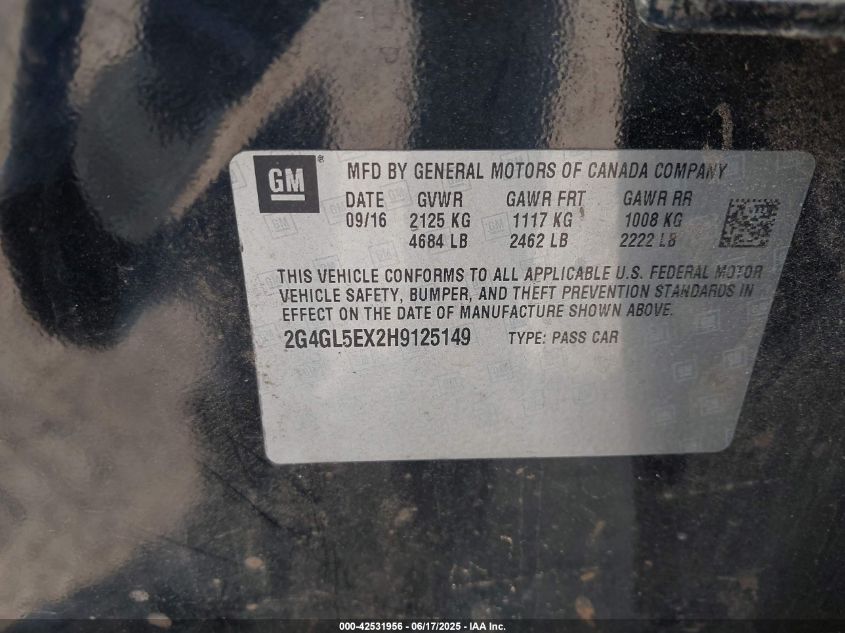 GM ® MFD BY GENERAL MOTORS OF CANADA COMPANY
DATE GVWR GAWR FRT GAWR RR
09/16 2125 KG 1117 KG 1008 KG
4684 LB 2462 LB 2222 LB
THIS VEHICLE CONFORMS TO ALL APPLICABLE U.S. FEDERAL MOTOR
VEHICLE SAFETY, BUMPER, AND THEFT PREVENTION STANDARDS IN
EFFECT ON THE DATE OF MANUFACTURE SHOWN ABOVE.
2G4GL5EX2H9125149 TYPE: PASS CAR
000-42531956 | 06/17/2025 | IAA Inc.